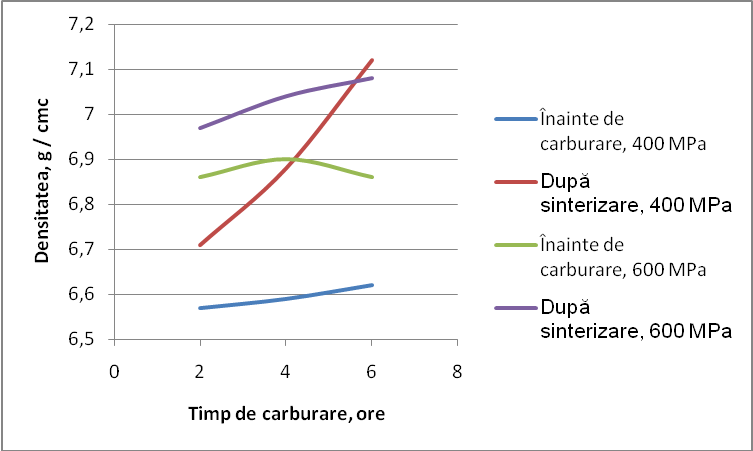 7,2
7,1
7
6,9
6,8
6,7
6,6
6,5
Densitatea, g / cmc
0 2 4 6 8
Timp de carburare, ore
Înainte de
carburare, 400 MPa
După
sinterizare, 400 MPa
Înainte de
carburare, 600 MPa
După
sinterizare, 600 MPa